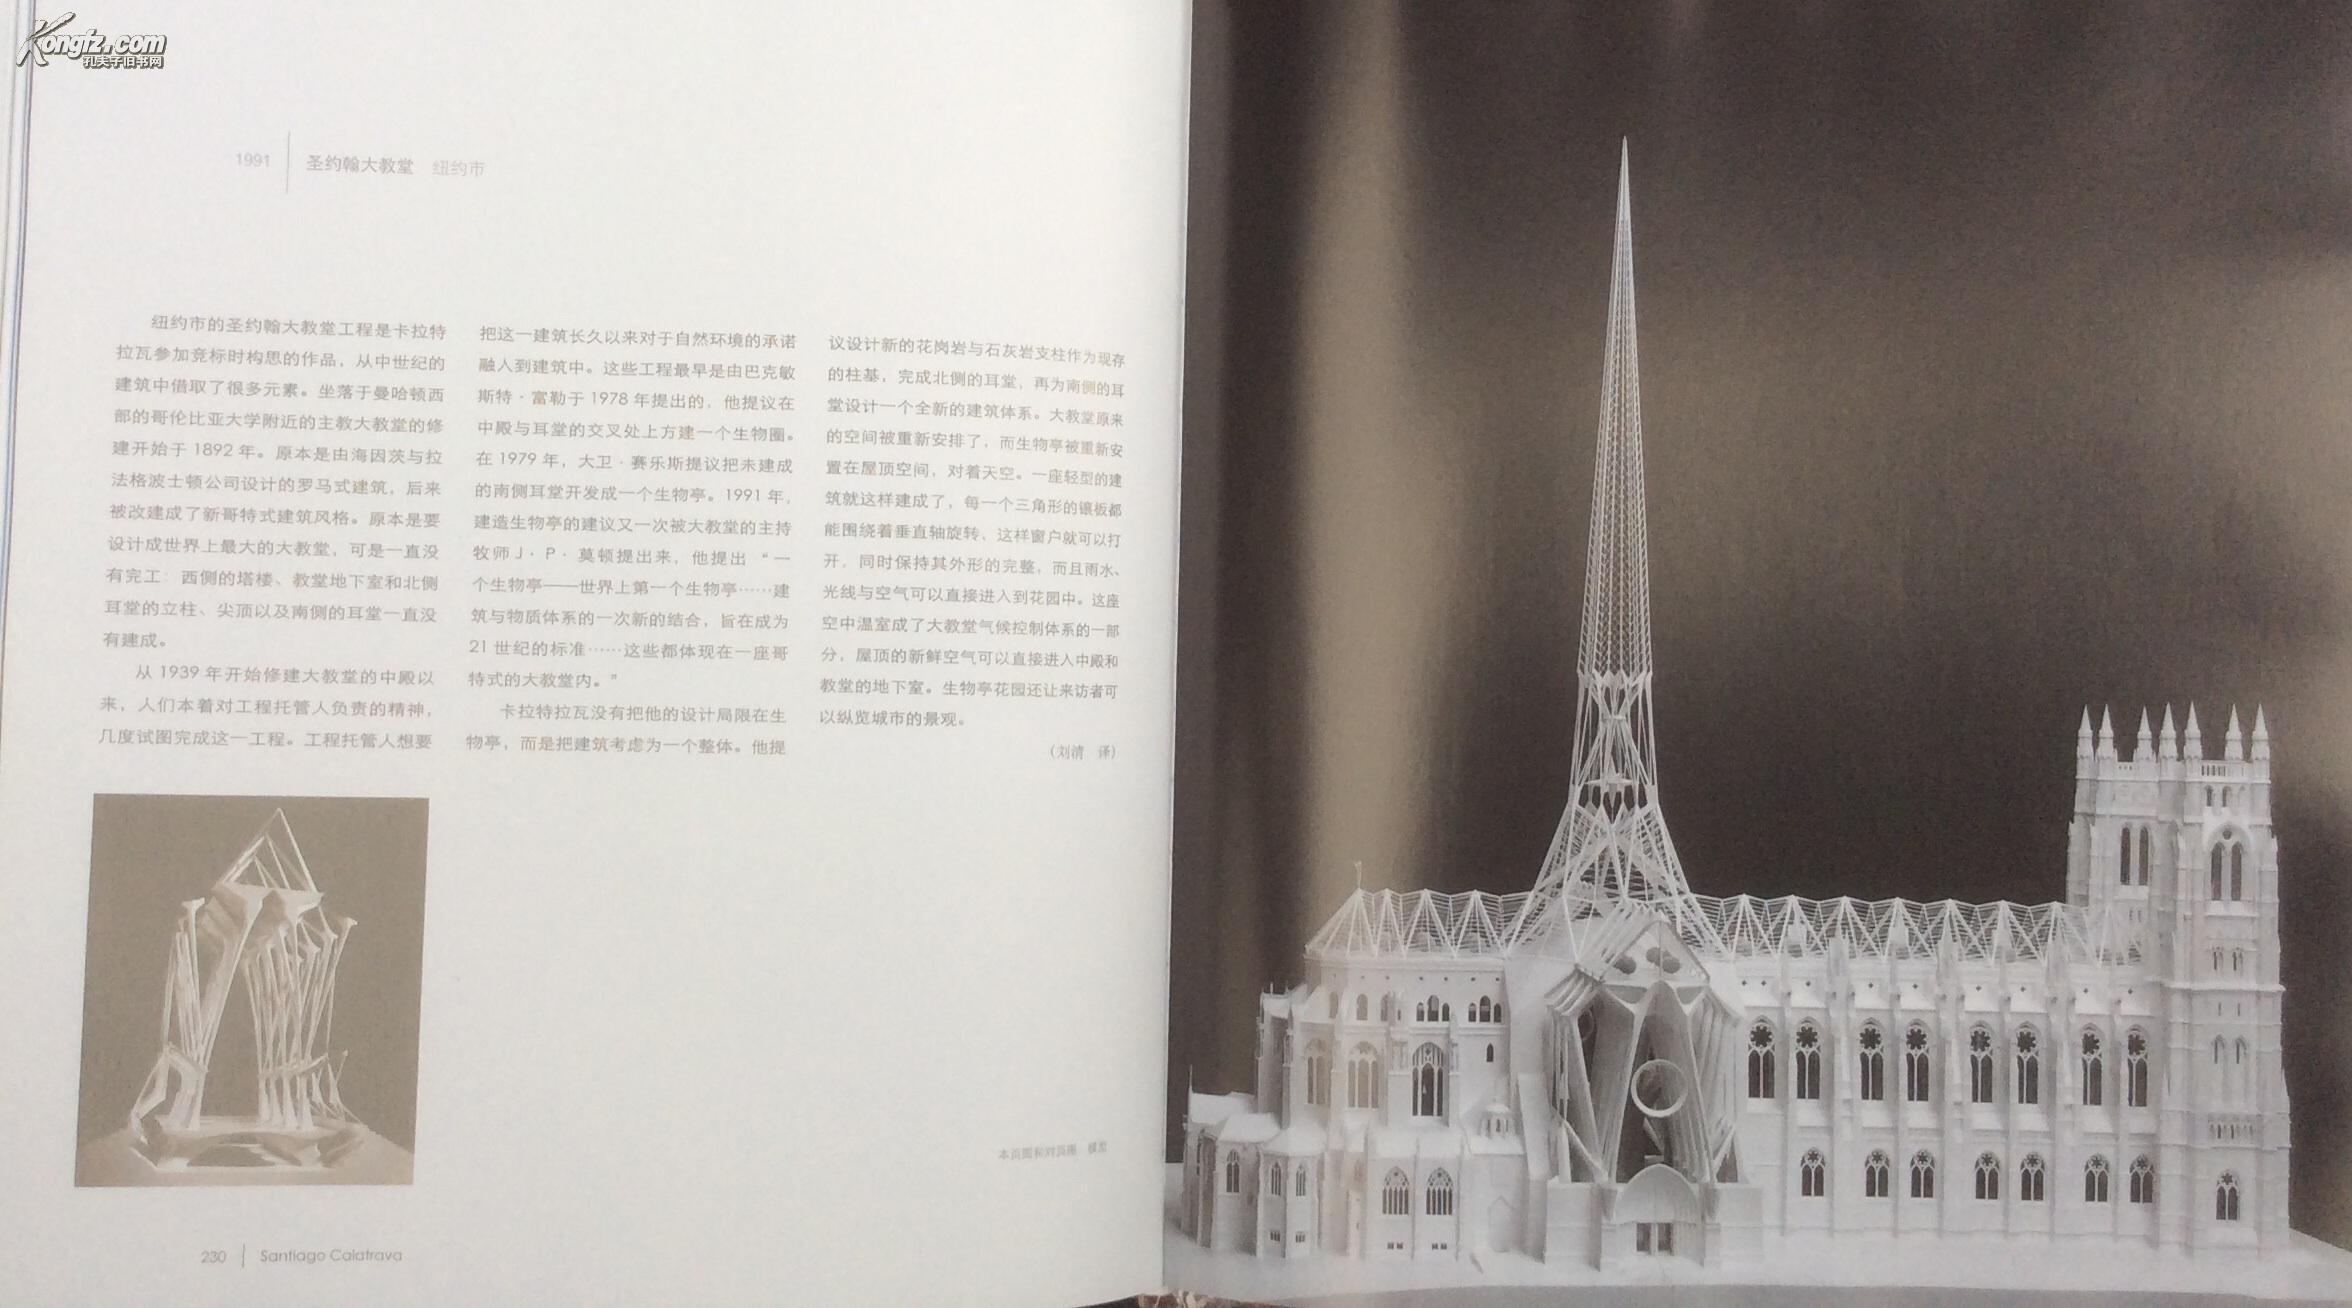 Kongfz.com
孔夫子旧书网
1991
圣约翰大教堂 纽约市
纽约市的圣约翰大教堂工程是卡拉特
拉瓦参加竞标时构思的作品，从中世纪的
建筑中借取了很多元素。坐落于曼哈顿西
部的哥伦比亚大学附近的主教大教堂的修
建开始于 1892 年。原本是由海因茨与拉
法格波士顿公司设计的罗马式建筑，后来
被改建成了新哥特式建筑风格。原本是要
设计成世界上最大的大教堂，可是一直没
有完工：西侧的塔楼、教堂地下室和北侧
耳堂的立柱、尖顶以及南侧的耳堂一直没
有建成。
从 1939 年开始修建大教堂的中殿以
来，人们本着对工程托管人负责的精神，
几度试图完成这一工程。工程托管人想要
把这一建筑长久以来对于自然环境的承诺
融入到建筑中。这些工程最早是由巴克敏
斯特·富勒于 1978 年提出的，他提议在
中殿与耳堂的交叉处上方建一个生物圈。
在 1979 年，大卫·赛乐斯提议把未建成
的南侧耳堂开发成一个生物亭。1991 年，
建造生物亭的建议又一次被大教堂的主持
牧师 J·P·莫顿提出来，他提出“一
个生物亭——世界上第一个生物亭……建
筑与物质体系的一次新的结合，旨在成为
21 世纪的标准……这些都体现在一座哥
特式的大教堂内。”
卡拉特拉瓦没有把他的设计局限在生
物亭，而是把建筑考虑为一个整体。他提
议设计新的花岗岩与石灰岩支柱作为现存
的柱基，完成北侧的耳堂，再为南侧的耳
堂设计一个全新的建筑体系。大教堂原来
的空间被重新安排了，而生物亭被重新安
置在屋顶空间，对着天空。一座轻型的建
筑就这样建成了，每一个三角形的镶板都
能围绕着垂直轴旋转、这样窗户就可以打
开，同时保持其外形的完整，而且雨水、
光线与空气可以直接进入到花园中。这座
空中温室成了大教堂气候控制体系的一部
分，屋顶的新鲜空气可以直接进入中殿和
教堂的地下室。生物亭花园还让来访者可
以纵览城市的景观。
（刘清 译）
本页图和对页图 模型
230
Santiago Calatrava